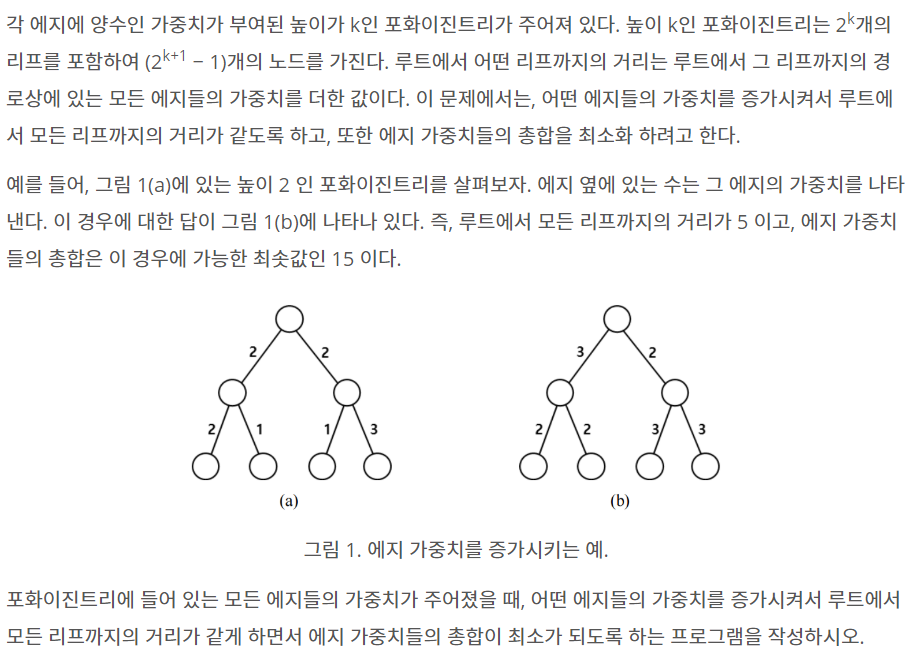 각 에지에 양수인 가중치가 부여된 높이가 k인 포화이진트리가 주어져 있다. 높이 k인 포화이진트리는 2^k개의
리프를 포함하여 (2^(k+1) − 1)개의 노드를 가진다. 루트에서 어떤 리프까지의 거리는 루트에서 그 리프까지의 경
로상에 있는 모든 에지들의 가중치를 더한 값이다. 이 문제에서는, 어떤 에지들의 가중치를 증가시켜서 루트에
서 모든 리프까지의 거리가 같도록 하고, 또한 에지 가중치들의 총합을 최소화 하려고 한다.
예를 들어, 그림 1(a)에 있는 높이 2 인 포화이진트리를 살펴보자. 에지 옆에 있는 수는 그 에지의 가중치를 나타
낸다. 이 경우에 대한 답이 그림 1(b)에 나타나 있다. 즉, 루트에서 모든 리프까지의 거리가 5 이고, 에지 가중치
들의 총합은 이 경우에 가능한 최솟값인 15 이다.
2 2 3 2
2 1 1 3 2 2 3 3
(a) (b)
그림 1. 에지 가중치를 증가시키는 예.
포화이진트리에 들어 있는 모든 에지들의 가중치가 주어졌을 때, 어떤 에지들의 가중치를 증가시켜서 루트에서
모든 리프까지의 거리가 같게 하면서 에지 가중치들의 총합이 최소가 되도록 하는 프로그램을 작성하시오.